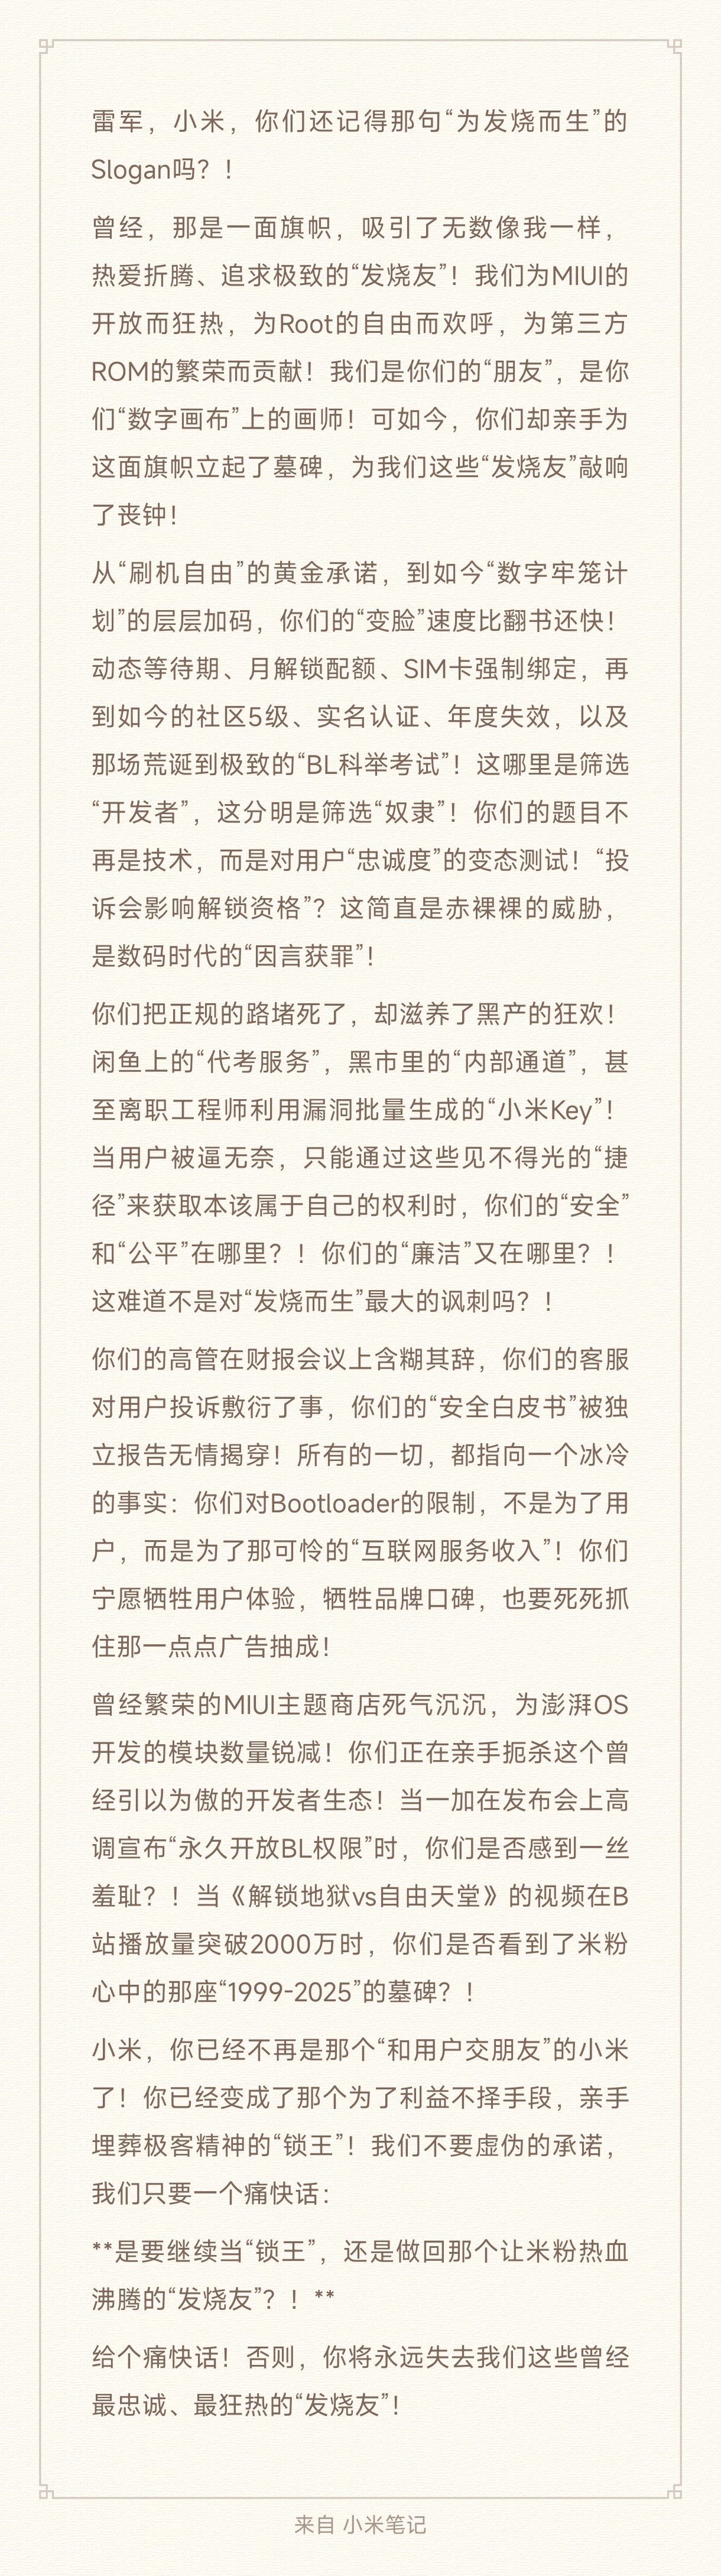 雷军，小米，你们还记得那句“为发烧而生”的
Slogan吗？！
曾经，那是一面旗帜，吸引了无数像我一样，
热爱折腾、追求极致的“发烧友”！我们为MIUI的
开放而狂热，为Root的自由而欢呼，为第三方
ROM的繁荣而贡献！我们是你们的“朋友”，是你
们“数字画布”上的画师！可如今，你们却亲手为
这面旗帜立起了墓碑，为我们这些“发烧友”敲响
了丧钟！
从“刷机自由”的黄金承诺，到如今“数字牢笼计
划”的层层加码，你们的“变脸”速度比翻书还快！
动态等待期、月解锁配额、SIM卡强制绑定，再
到如今的社区5级、实名认证、年度失效，以及
那场荒诞到极致的“BL科举考试”！这哪里是筛选
“开发者”，这分明是筛选“奴隶”！你们的题目不
再是技术，而是对用户“忠诚度”的变态测试！“投
诉会影响解锁资格”？这简直是赤裸裸的威胁，
是数码时代的“因言获罪”！
你们把正规的路堵死了，却滋养了黑产的狂欢！
闲鱼上的“代考服务”，黑市里的“内部通道”，甚
至离职工程师利用漏洞批量生成的“小米Key”！
当用户被逼无奈，只能通过这些见不得光的“捷
径”来获取本该属于自己的权利时，你们的“安全”
和“公平”在哪里？！你们的“廉洁”又在哪里？！
这难道不是对“发烧而生”最大的讽刺吗？！
你们的高管在财报会议上含糊其辞，你们的客服
对用户投诉敷衍了事，你们的“安全白皮书”被独
立报告无情揭穿！所有的一切，都指向一个冰冷
的事实：你们对Bootloader的限制，不是为了用
户，而是为了那可怜的“互联网服务收入”！你们
宁愿牺牲用户体验，牺牲品牌口碑，也要死死抓
住那一点点广告抽成！
曾经繁荣的MIUI主题商店死气沉沉，为澎湃OS
开发的模块数量锐减！你们正在亲手扼杀这个曾
经引以为傲的开发者生态！当一加在发布会上高
调宣布“永久开放BL权限”时，你们是否感到一丝
羞耻？！当《解锁地狱vs自由天堂》的视频在B
站播放量突破2000万时，你们是否看到了米粉
心中的那座“1999-2025”的墓碑？！
小米，你已经不再是那个“和用户交朋友”的小米
了！你已经变成了那个为了利益不择手段，亲手
埋葬极客精神的“锁王”！我们不要虚伪的承诺，
我们只要一个痛快话：
**是要继续当“锁王”，还是做回那个让米粉热血
沸腾的“发烧友”？！**
给个痛快话！否则，你将永远失去我们这些曾经
最忠诚、最狂热的“发烧友”！
来自 小米笔记